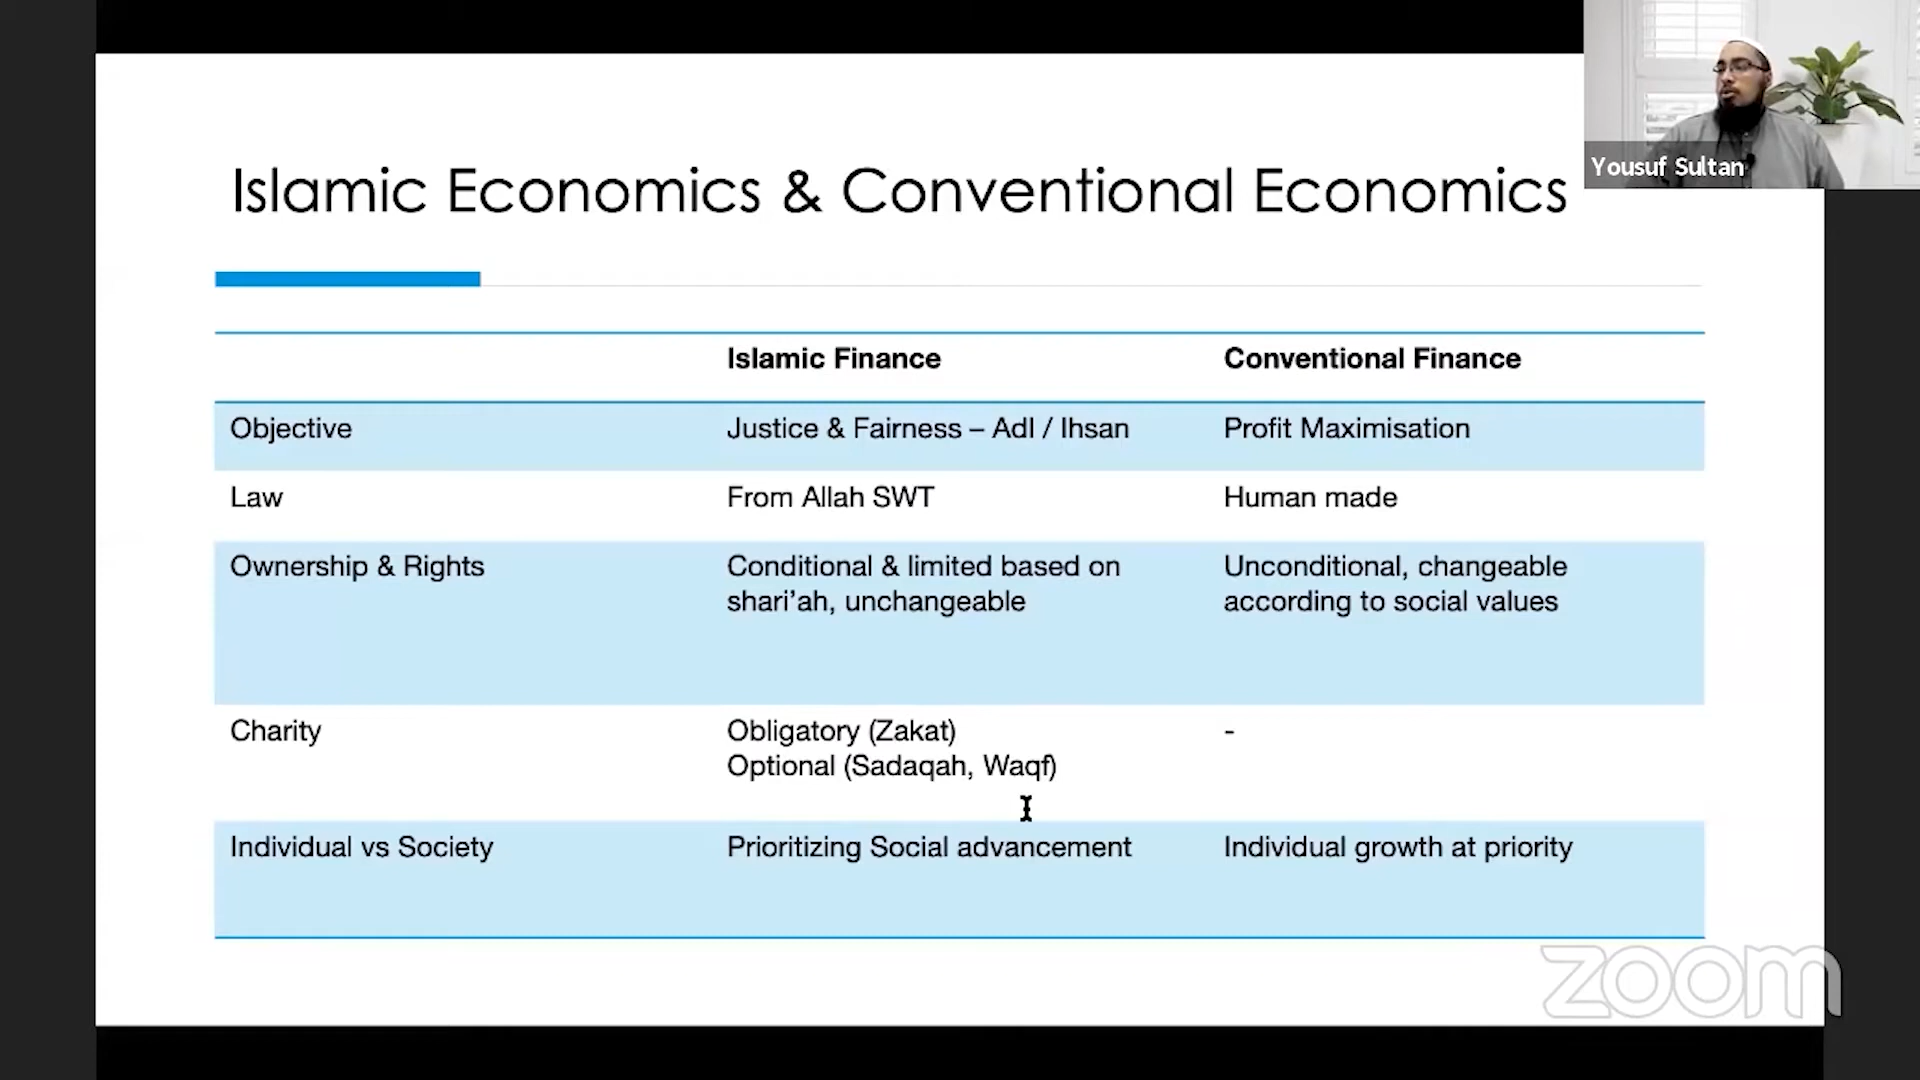 Yousuf Sultan
Islamic Economics & Conventional Economics
Islamic Finance
Conventional Finance
Objective
Justice & Fairness – Adl / Ihsan
Profit Maximisation
Law
From Allah SWT
Human made
Ownership & Rights
Conditional & limited based on
shari’ah, unchangeable
Unconditional, changeable
according to social values
Charity
Obligatory (Zakat)
Optional (Sadaqah, Waqf)
-
Individual vs Society
Prioritizing Social advancement
Individual growth at priority
zoom